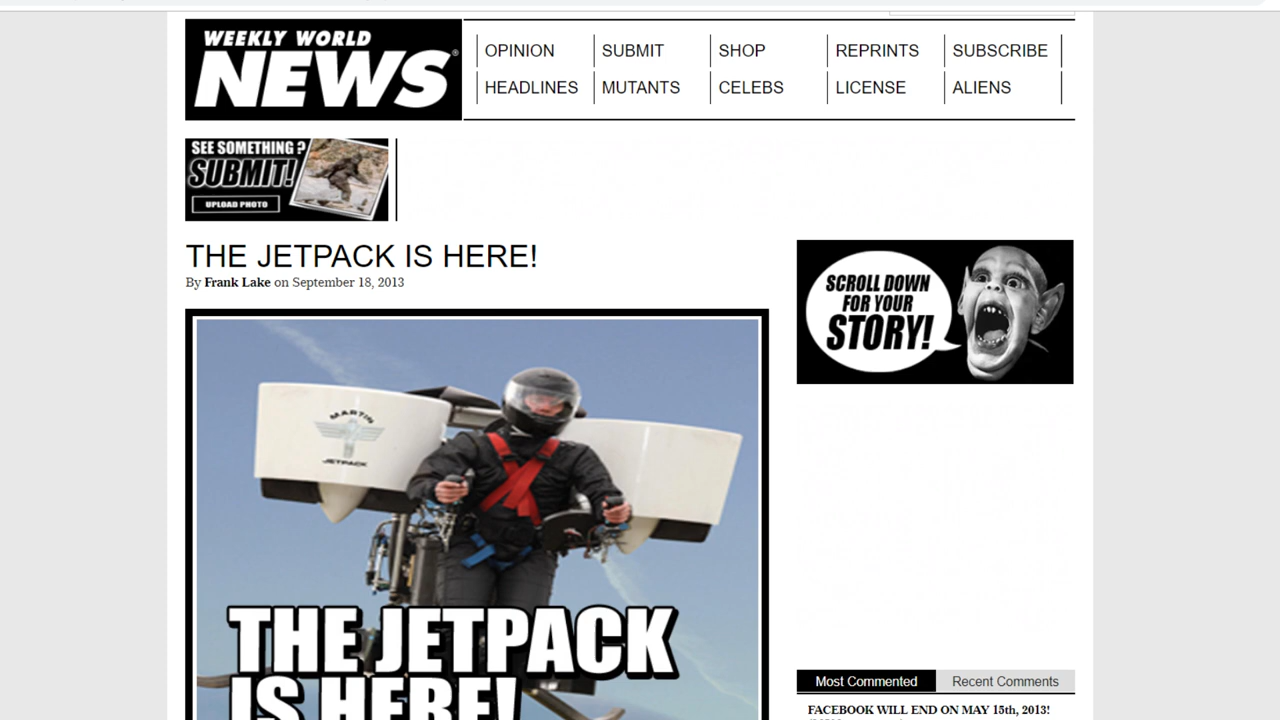 WEEKLY WORLD
NEWS®
OPINION
SUBMIT
SHOP
REPRINTS
SUBSCRIBE
HEADLINES
MUTANTS
CELEBS
LICENSE
ALIENS
SEE SOMETHING?
SUBMIT!
UPLOAD PHOTO
THE JETPACK IS HERE!
By Frank Lake on September 18, 2013
SCROLL DOWN
FOR YOUR
STORY!
MARTIN
JETPACK
THE JETPACK
IS HERE!
Most Commented
Recent Comments
FACEBOOK WILL END ON MAY 15th, 2013!